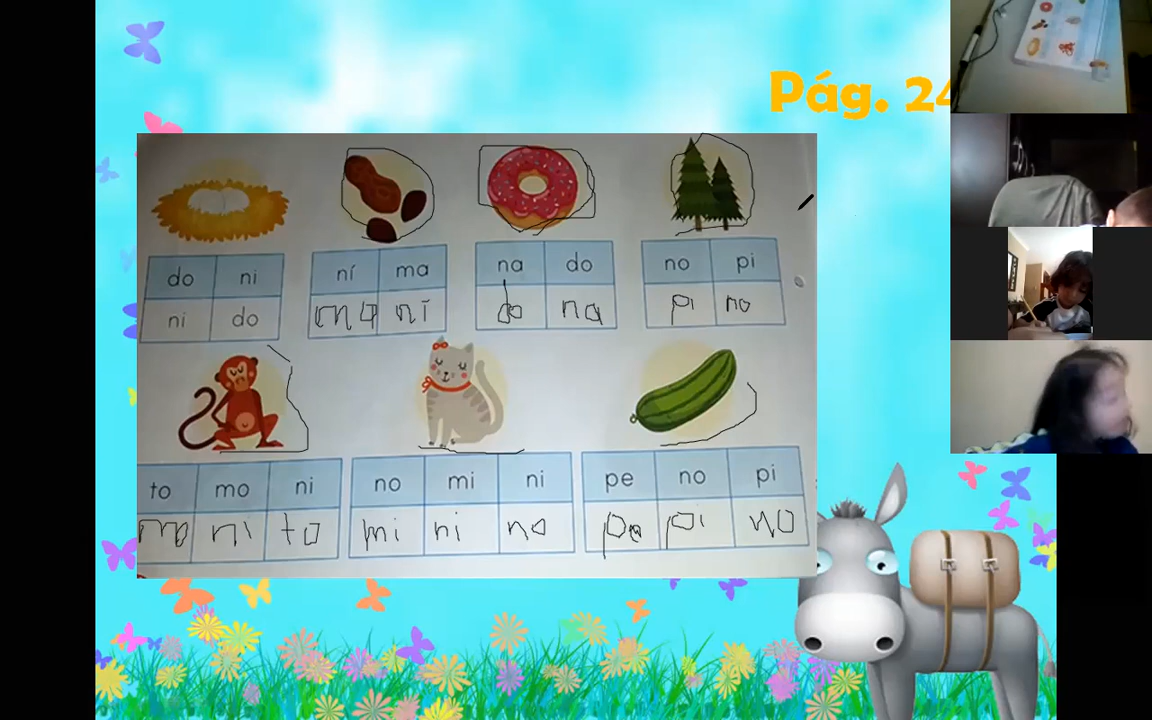 Pág. 24
do ni ní ma na do no pi
ni do ma ní do na pi no
to mo ni no mi ni pe no pi
mo ni to mi ni no pe pi no